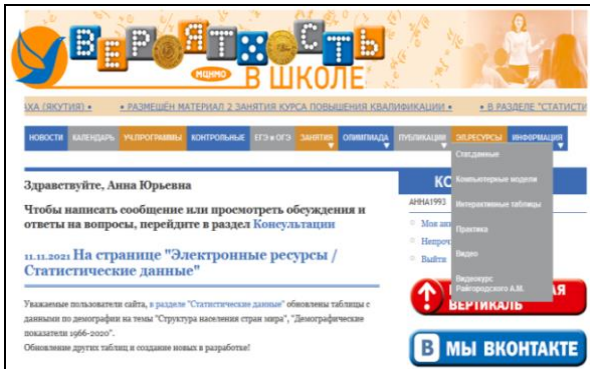 ВЕРОЯТНОСТЬ
МЦНМО
В ШКОЛЕ
ХА (ЯКУТИЯ) • • РАЗМЕЩЁН МАТЕРИАЛ 2 ЗАНЯТИЯ КУРСА ПОВЫШЕНИЯ КВАЛИФИКАЦИИ • • В РАЗДЕЛЕ "СТАТИСТИ
НОВОСТИ КАЛЕНДАРЬ УЧ.ПРОГРАММЫ КОНТРОЛЬНЫЕ ЕГЭ и ОГЭ ЗАНЯТИЯ ОЛИМПИАДА ПУБЛИКАЦИИ ЭЛ.РЕСУРСЫ ИНФОРМАЦИЯ
Стат.данные
Компьютерные модели
Интерактивные таблицы
Практика
Видео
Видеокурс
Райгородского А.М.
Здравствуйте, Анна Юрьевна
Чтобы написать сообщение или просмотреть обсуждения и
ответы на вопросы, перейдите в раздел Консультации
11.11.2021 На странице "Электронные ресурсы /
Статистические данные"
Уважаемые пользователи сайта, в разделе "Статистические данные" обновлены таблицы с
данными по демографии на темы "Структура населения стран мира", "Демографические
показатели 1966-2020".
Обновление других таблиц и создание новых в разработке!
КО
АННА1993
Моя ан
Непроч
Выйти
ВЕРТИКАЛЬ
В МЫ ВКОНТАКТЕ